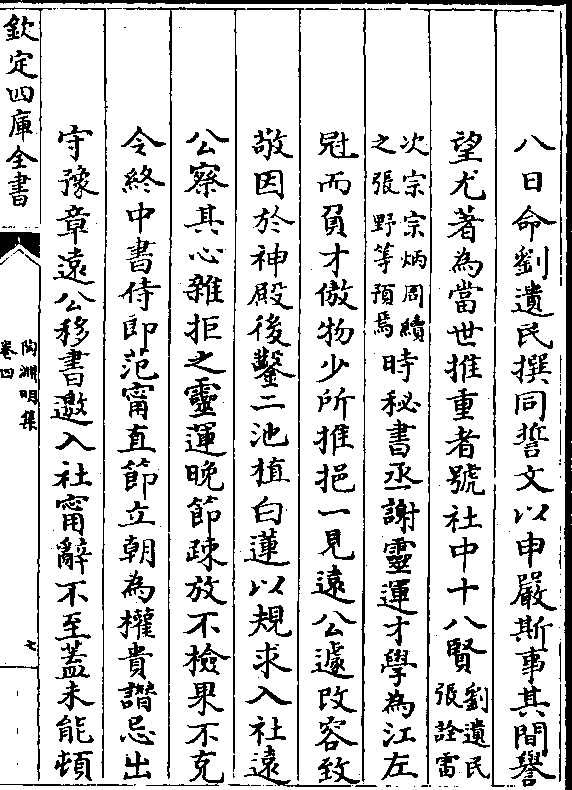 八日命劉遺民撰同誓文以申嚴斯事其間譽
望尤著為當世推重者號社中十八賢劉遺民張詮雷
次宗宗炳周續之張野等預焉時秘書丞謝靈運才學為江左
冠而負才傲物少所推挹一見遠公遽改容致
敬因於神殿後鑿二池植白蓮以規求入社遠
公察其心雜拒之靈運晚節疎放不檢果不克
令終中書侍郎范甯直節立朝為權貴譖忌出
守豫章遠公移書邀入社甯辭不至蓋未能頓
欽定四庫全書
陶淵明集
卷四
七